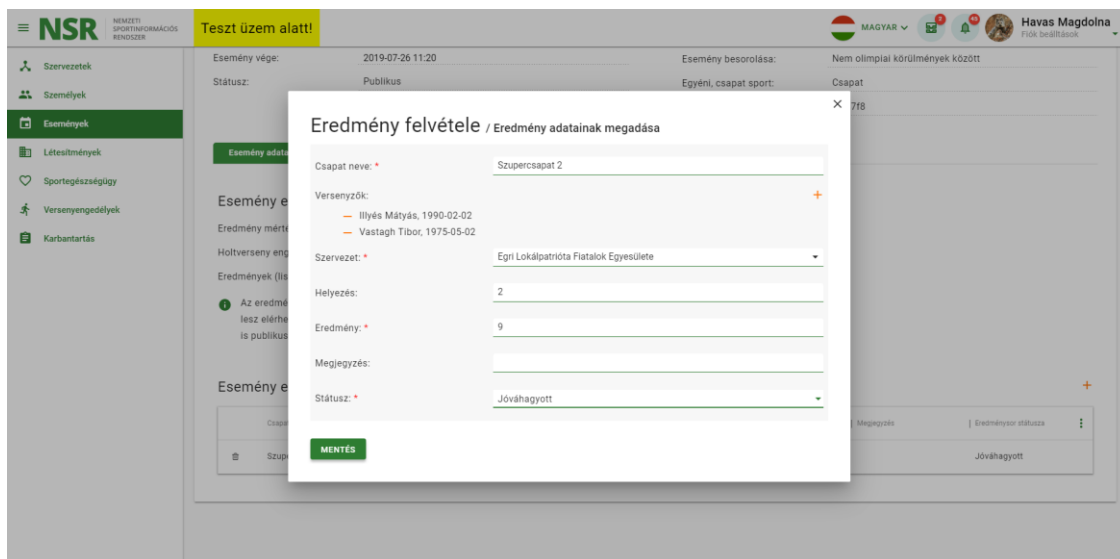 NSR
NEMZETI
SPORTINFORMÁCIÓS
RENDSZER
Teszt üzem alatt!
MAGYAR
Havas Magdolna
Fiók beállítások
Szervezetek
Személyek
Események
Létesítmények
Sportegészségügy
Versenyengedélyek
Karbantartás
Esemény vége: 2019-07-26 11:20
Esemény besorolása: Nem olimpiai körülmények között
Státusz: Publikus
Egyéni, csapat sport: Csapat
7f8
Esemény adata
Esemény e
Eredmény mérté
Holtverseny eng
Eredmények (lis
Az eredmé
lesz elérhe
is publikus
Esemény e
Eredmény felvétele / Eredmény adatainak megadása
Csapat neve: * Szupercsapat 2
Versenyzők: +
— Illyés Mátyás, 1990-02-02
— Vastagh Tibor, 1975-05-02
Szervezet: * Egri Lokálpatrióta Fiatalok Egyesülete
Helyezés: 2
Eredmény: * 9
Megjegyzés:
Státusz: * Jóváhagyott
MENTÉS
Csapa | Megjegyzés | Eredménysor státusza
Szupe Jóváhagyott